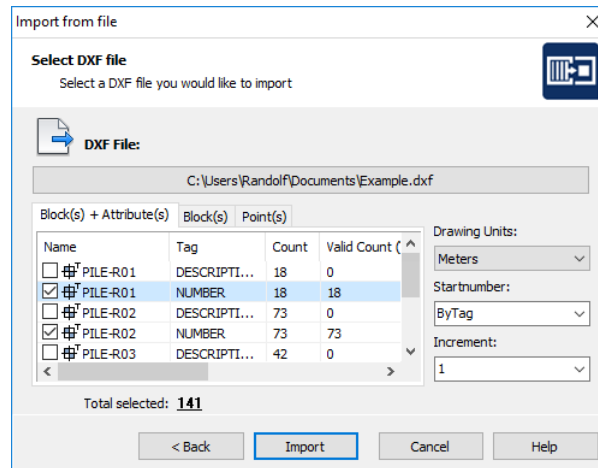 Import from file
Select DXF file
Select a DXF file you would like to import
DXF File:
C:\Users\Randolf\Documents\Example.dxf
Block(s) + Attribute(s) Block(s) Point(s)
Name Tag Count Valid Count (
PILE-R01 DESCRIPTI... 18 0
PILE-R01 NUMBER 18 18
PILE-R02 DESCRIPTI... 73 0
PILE-R02 NUMBER 73 73
PILE-R03 DESCRIPTI... 42 0
Drawing Units:
Meters
Startnumber:
ByTag
Increment:
1
Total selected: 141
< Back Import Cancel Help